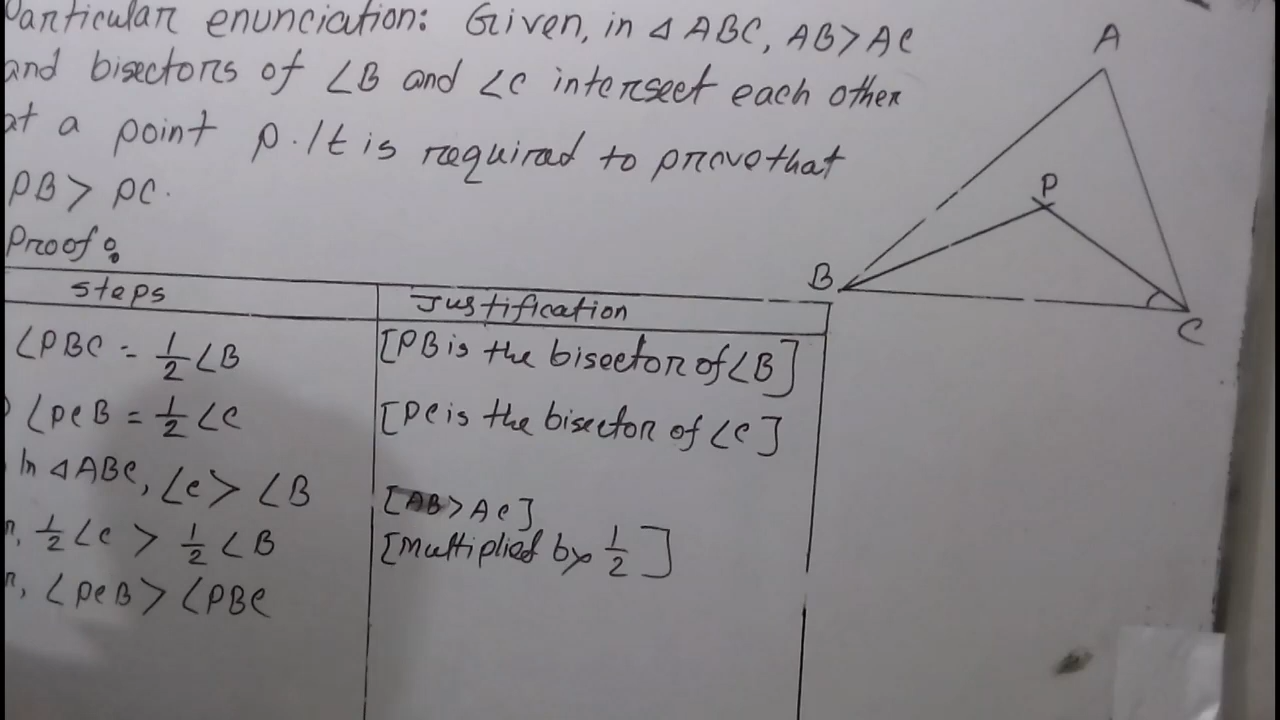 Particular enunciation: Given, in △ ABC, AB > AC
and bisectors of ∠B and ∠C intersect each other
at a point P. It is required to prove that
PB > PC.
Proof:
steps
Justification
∠PBC = 1/2 ∠B
[PB is the bisector of ∠B]
∠PCB = 1/2 ∠C
[PC is the bisector of ∠C]
In △ABC, ∠C > ∠B
[AB > AC]
1/2 ∠C > 1/2 ∠B
[Multiplied by 1/2]
∠PCB > ∠PBC
A
P
B
C